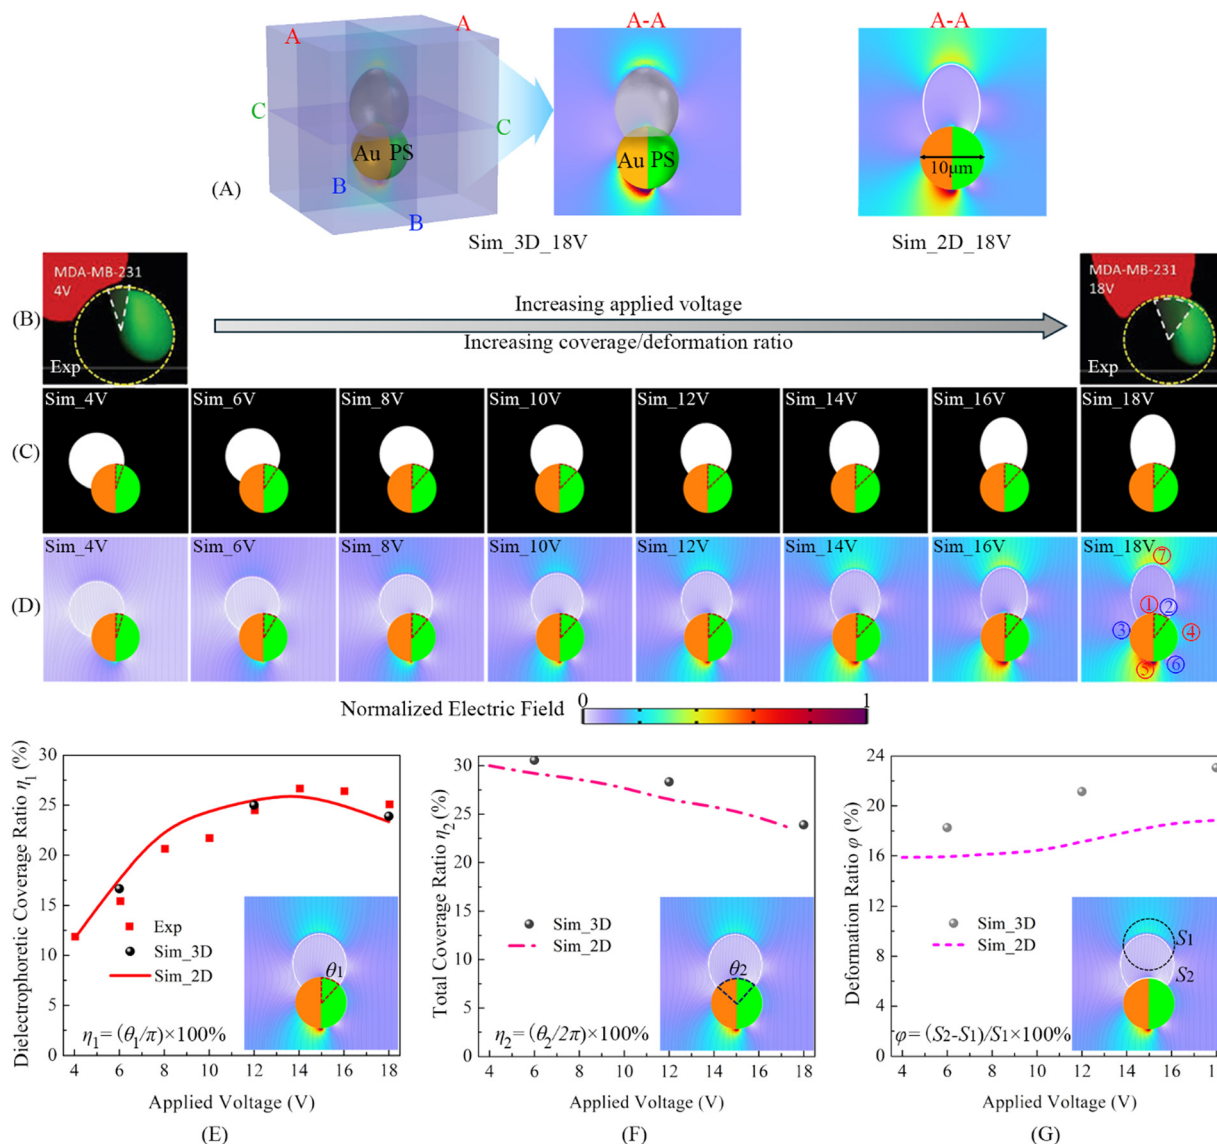 A-A
A-A
A
A
C
C
Au PS
Au PS
10μm
B
B
(A)
Sim_3D_18V
Sim_2D_18V
MDA-MB-231
4V
Exp
(B)
Increasing applied voltage
Increasing coverage/deformation ratio
MDA-MB-231
18V
Exp
(C)
Sim_4V Sim_6V Sim_8V Sim_10V Sim_12V Sim_14V Sim_16V Sim_18V
(D)
Sim_4V Sim_6V Sim_8V Sim_10V Sim_12V Sim_14V Sim_16V Sim_18V
⑦
① ②
③ ④
⑤ ⑥
Normalized Electric Field 0 1
Dielectrophoretic Coverage Ratio η1 (%)
30
25
20
15
10
5
0
Exp
Sim_3D
Sim_2D
θ1
η1=(θ1/π)×100%
4 6 8 10 12 14 16 18
Applied Voltage (V)
(E)
Total Coverage Ratio η2 (%)
30
25
20
15
10
5
0
Sim_3D
Sim_2D
θ2
η2=(θ2/2π)×100%
4 6 8 10 12 14 16 18
Applied Voltage (V)
(F)
Deformation Ratio φ (%)
24
20
16
12
8
4
0
Sim_3D
Sim_2D
S1
S2
φ=(S2-S1)/S1×100%
4 6 8 10 12 14 16
Applied Voltage (V)
(G)